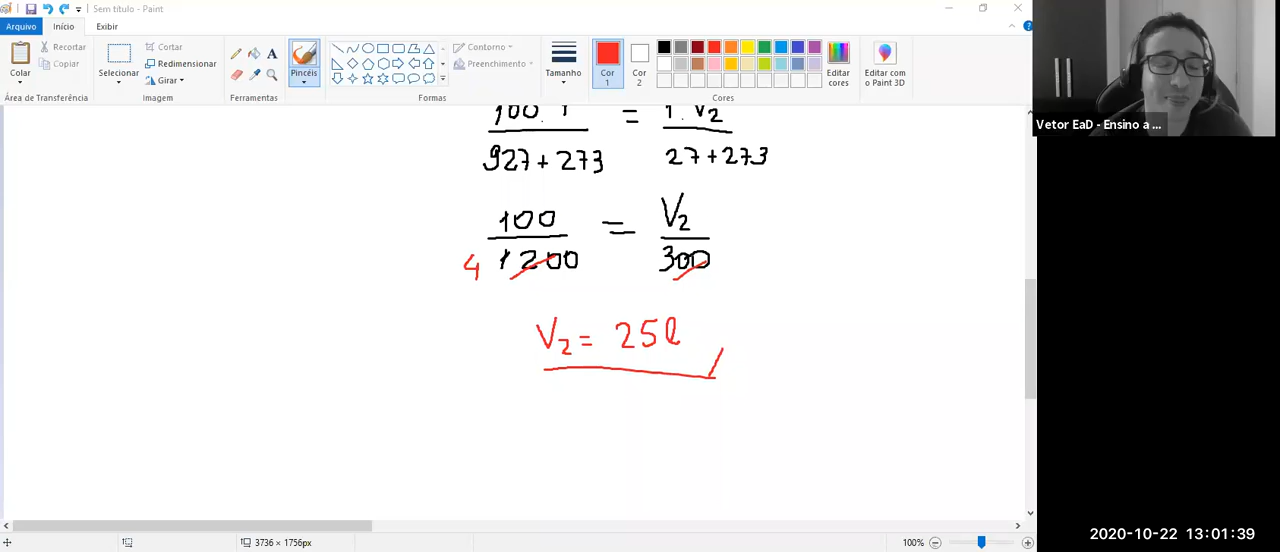 Sem título - Paint
Arquivo Início Exibir
Colar
Recortar
Copiar
Área de Transferência
Selecionar
Cortar
Redimensionar
Girar
Imagem
A
Ferramentas
Pincéis
Contorno
Preenchimento
Formas
Tamanho
Cor 1
Cor 2
Cores
Editar cores
Editar com o Paint 3D
Vetor EaD - Ensino a ...
100. 1 = 1. V2
927+273 27+273
100 = V2
4 1200 300
V2 = 25l
3736 × 1756px
100%
2020-10-22 13:01:39